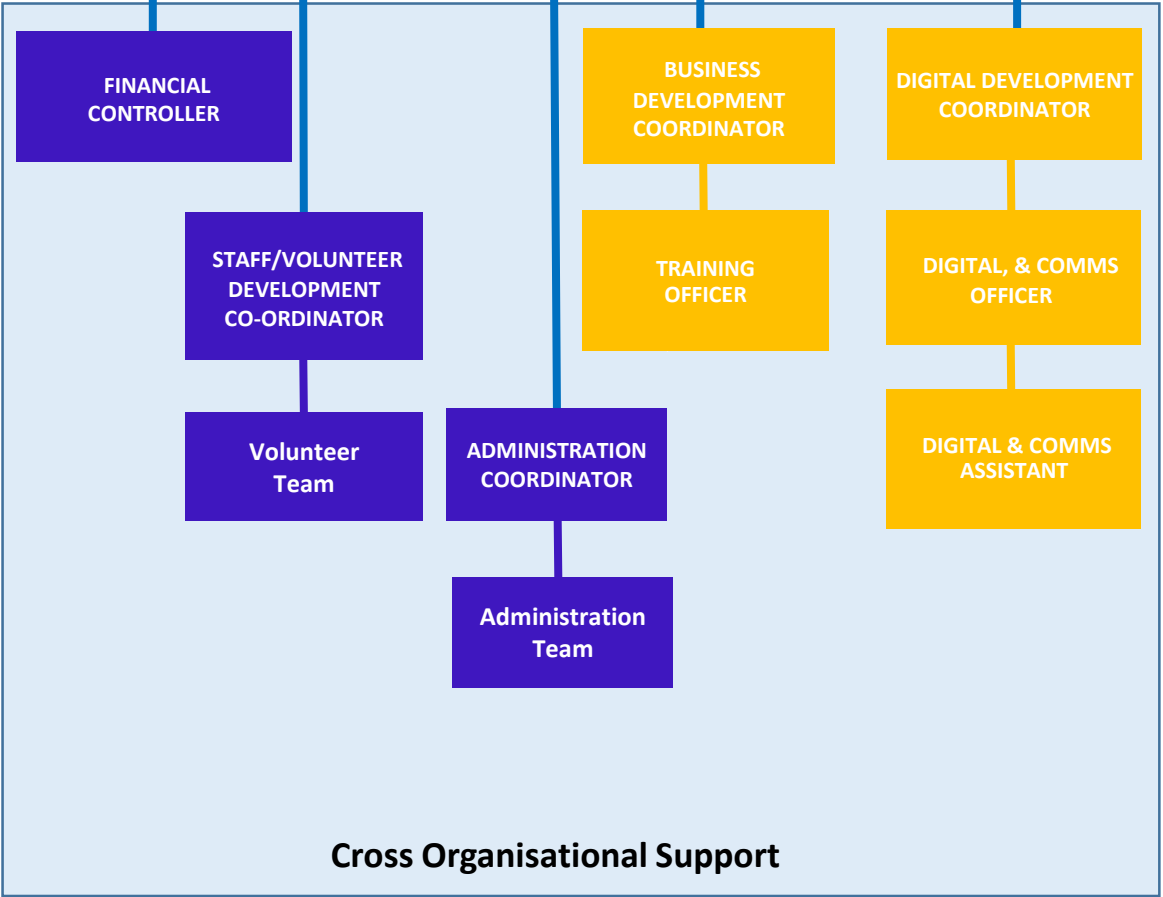 FINANCIAL
CONTROLLER
BUSINESS
DEVELOPMENT
COORDINATOR
DIGITAL DEVELOPMENT
COORDINATOR
STAFF/VOLUNTEER
DEVELOPMENT
CO-ORDINATOR
TRAINING
OFFICER
DIGITAL, & COMMS
OFFICER
Volunteer
Team
ADMINISTRATION
COORDINATOR
DIGITAL & COMMS
ASSISTANT
Administration
Team
Cross Organisational Support